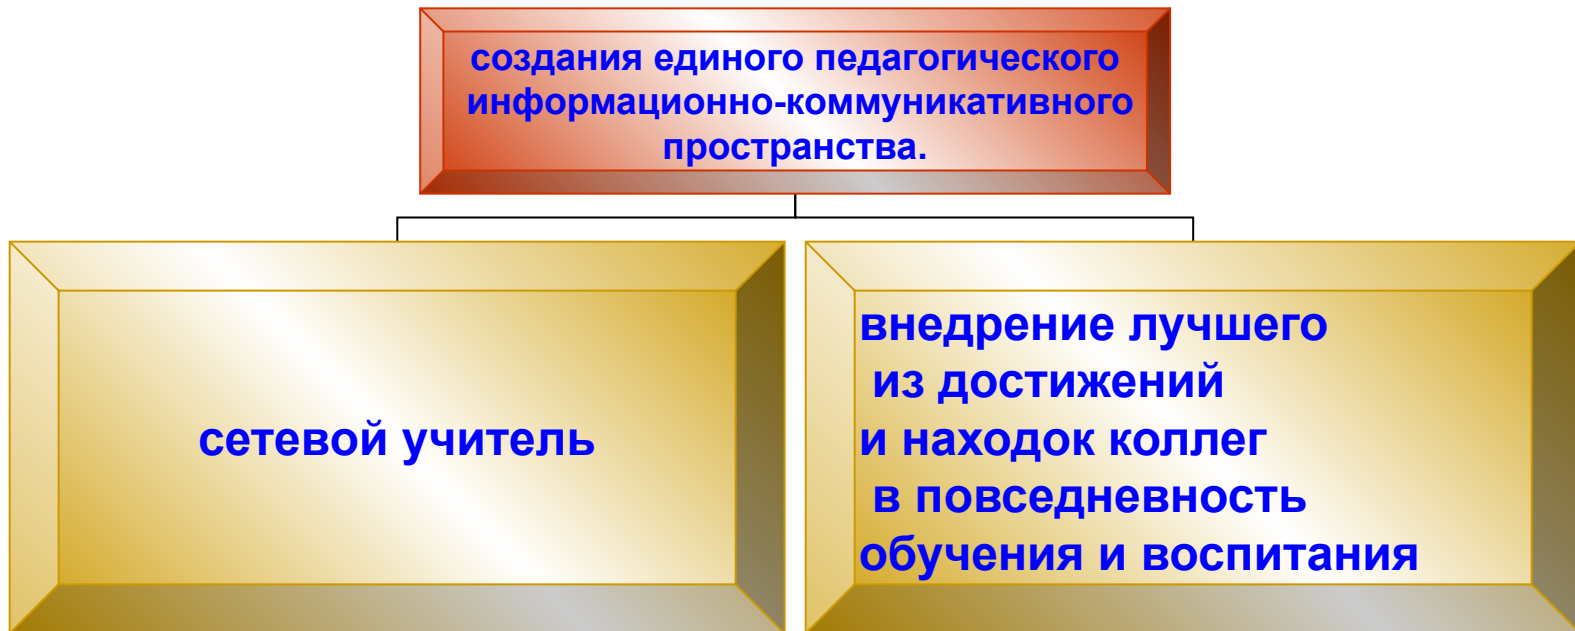 создания единого педагогического
информационно-коммуникативного
пространства.
сетевой учитель
внедрение лучшего
из достижений
и находок коллег
в повседневность
обучения и воспитания